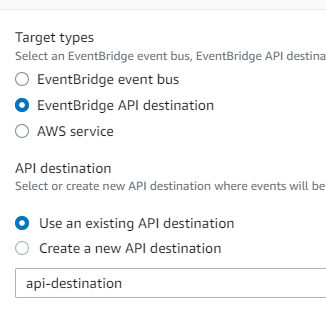 Target types
Select an EventBridge event bus, EventBridge API destina
EventBridge event bus
EventBridge API destination
AWS service
API destination
Select or create new API destination where events will be
Use an existing API destination
Create a new API destination
api-destination